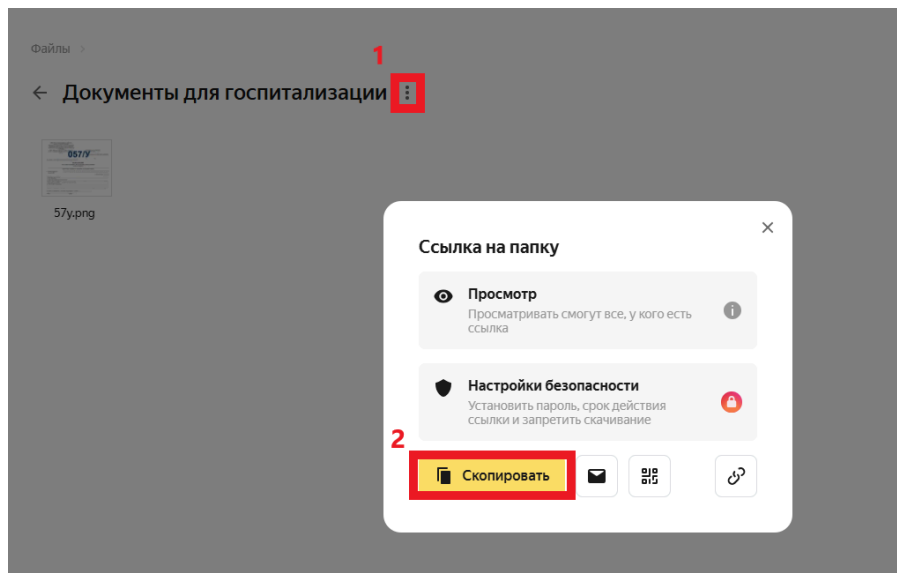 Файлы
1
Документы для госпитализации
057/У
57y.png
Ссылка на папку
Просмотр
Просматривать смогут все, у кого есть
ссылка
Настройки безопасности
Установить пароль, срок действия
ссылки и запретить скачивание
2
Скопировать